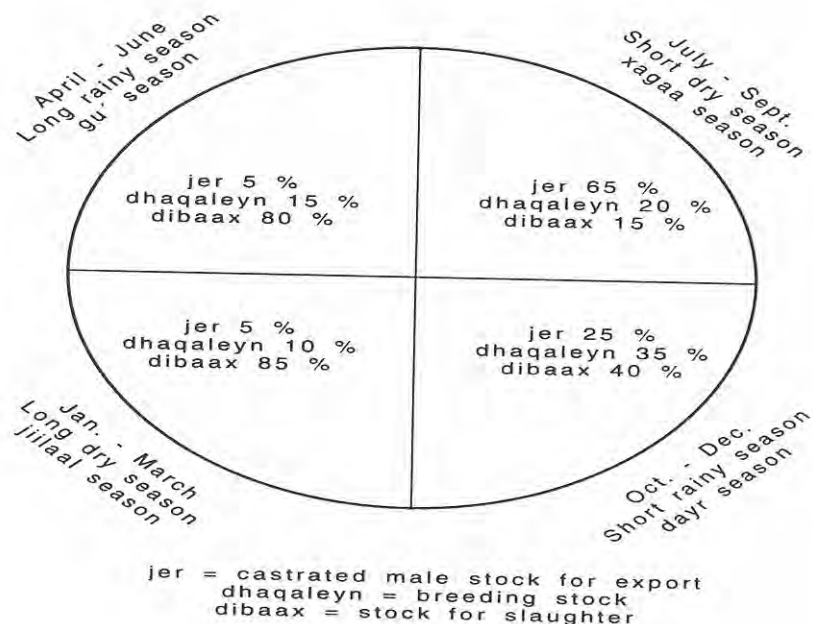 April - June
Long rainy season
gu' season
July - Sept.
Short dry season
xagaa season
jer 5 %
dhaqaleyn 15 %
dibaax 80 %
jer 65 %
dhaqaleyn 20 %
dibaax 15 %
jer 5 %
dhaqaleyn 10 %
dibaax 85 %
jer 25 %
dhaqaleyn 35 %
dibaax 40 %
Jan. - March
Long dry season
jiilaal season
Oct. - Dec.
Short rainy season
dayr season
jer = castrated male stock for export
dhaqaleyn = breeding stock
dibaax = stock for slaughter